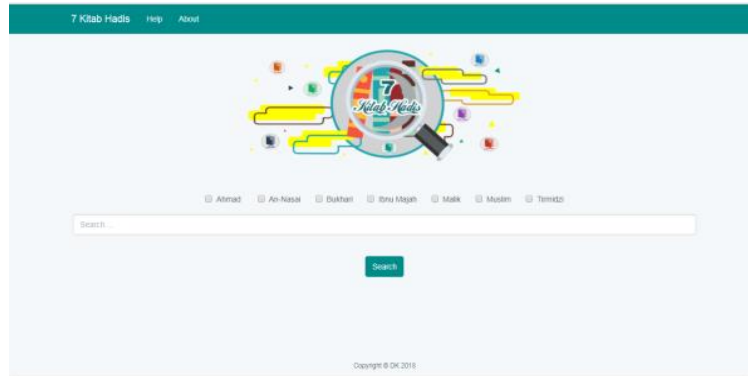 7 Kitab Hadis Help About
7
Kitab Hadis
Ahmad An-Nasai Bukhari Ibnu Majah Malik Muslim Tirmidzi
Search ...
Search
Copyright © DK 2018